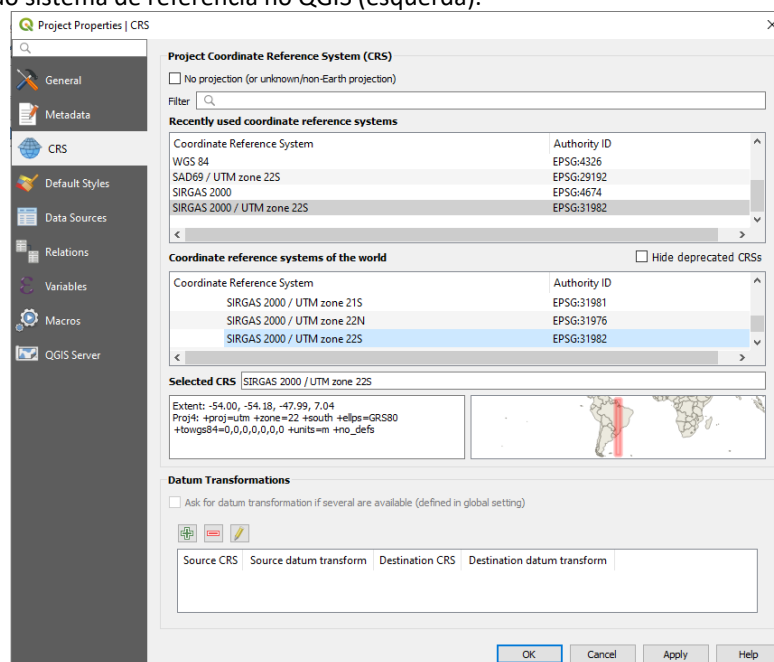 do sistema de referência no QGIS (esquerda).
Project Properties | CRS
General
Metadata
CRS
Default Styles
Data Sources
Relations
Variables
Macros
QGIS Server
Project Coordinate Reference System (CRS)
No projection (or unknown/non-Earth projection)
Filter
Recently used coordinate reference systems
Coordinate Reference System Authority ID
WGS 84 EPSG:4326
SAD69 / UTM zone 22S EPSG:29192
SIRGAS 2000 EPSG:4674
SIRGAS 2000 / UTM zone 22S EPSG:31982
Coordinate reference systems of the world Hide deprecated CRSs
Coordinate Reference System Authority ID
SIRGAS 2000 / UTM zone 21S EPSG:31981
SIRGAS 2000 / UTM zone 22N EPSG:31976
SIRGAS 2000 / UTM zone 22S EPSG:31982
Selected CRS SIRGAS 2000 / UTM zone 22S
Extent: -54.00, -54.18, -47.99, 7.04
Proj4: +proj=utm +zone=22 +south +ellps=GRS80
+towgs84=0,0,0,0,0,0,0 +units=m +no_defs
Datum Transformations
Ask for datum transformation if several are available (defined in global setting)
Source CRS Source datum transform Destination CRS Destination datum transform
OK Cancel Apply Help